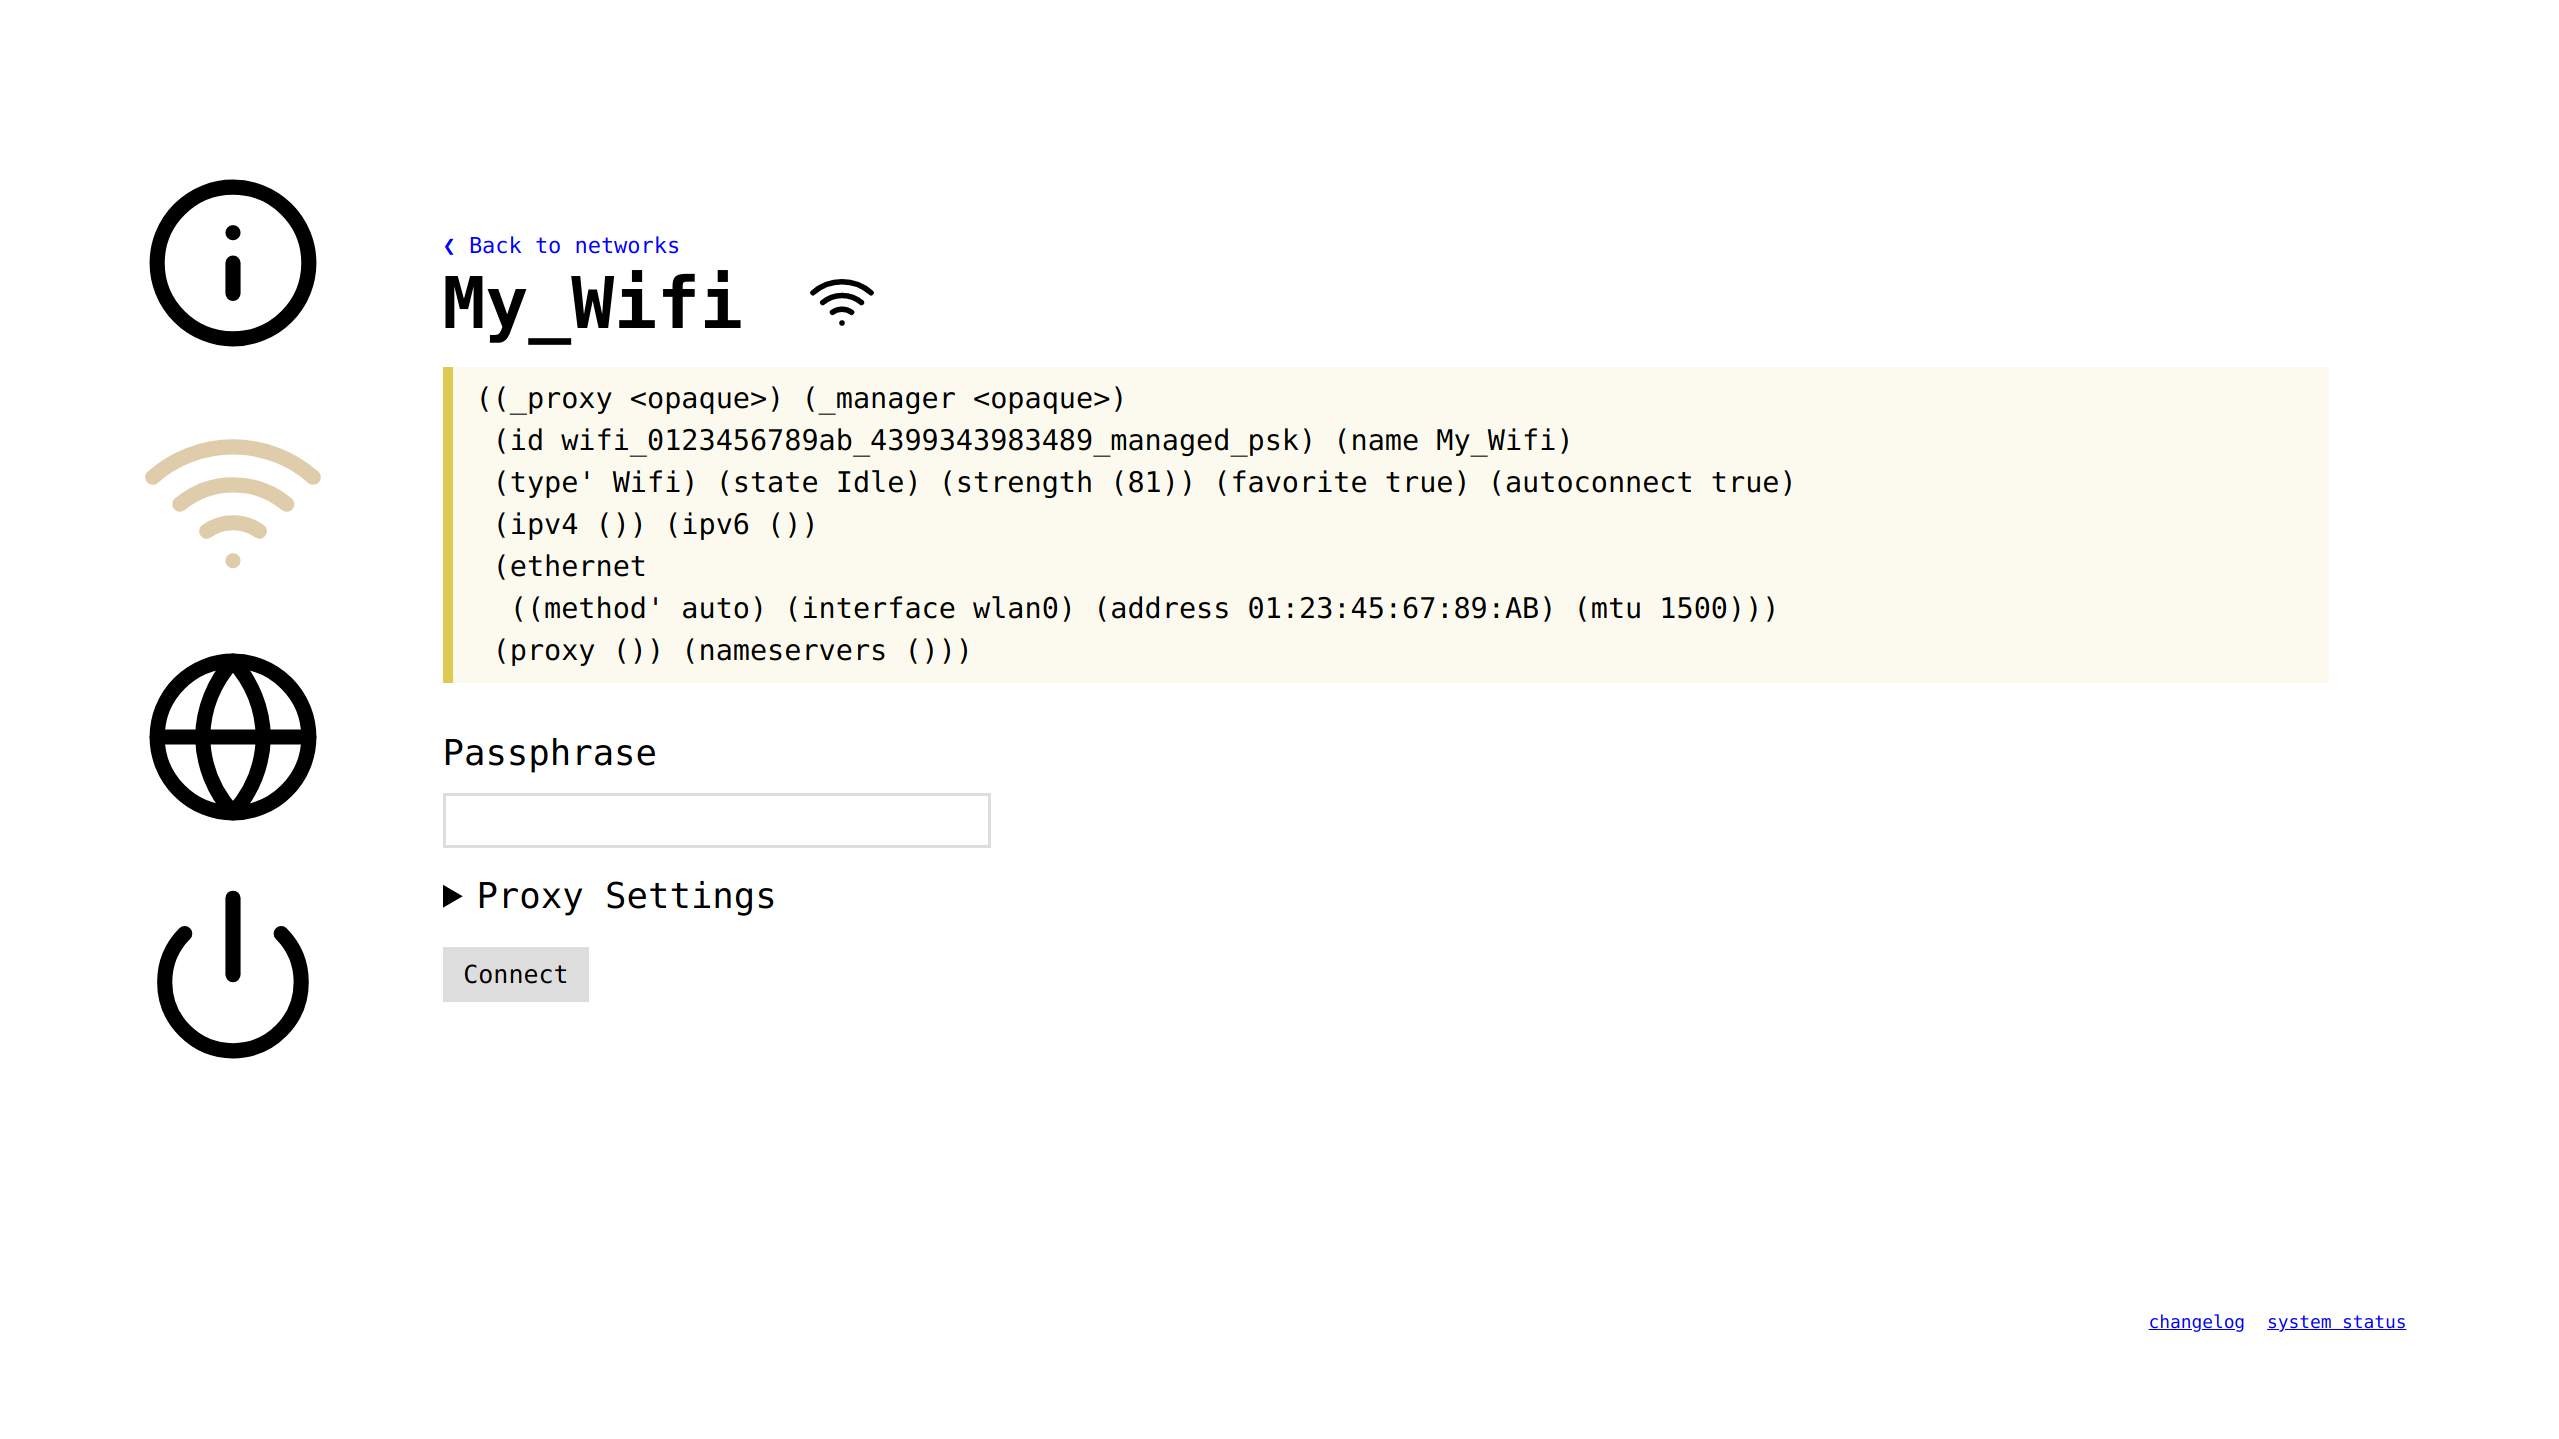 ❮ Back to networks
My_Wifi
((_proxy <opaque>) (_manager <opaque>)
 (id wifi_0123456789ab_4399343983489_managed_psk) (name My_Wifi)
 (type' Wifi) (state Idle) (strength (81)) (favorite true) (autoconnect true)
 (ipv4 ()) (ipv6 ())
 (ethernet
  ((method' auto) (interface wlan0) (address 01:23:45:67:89:AB) (mtu 1500)))
 (proxy ()) (nameservers ()))
Passphrase
Proxy Settings
Connect
changelog system status